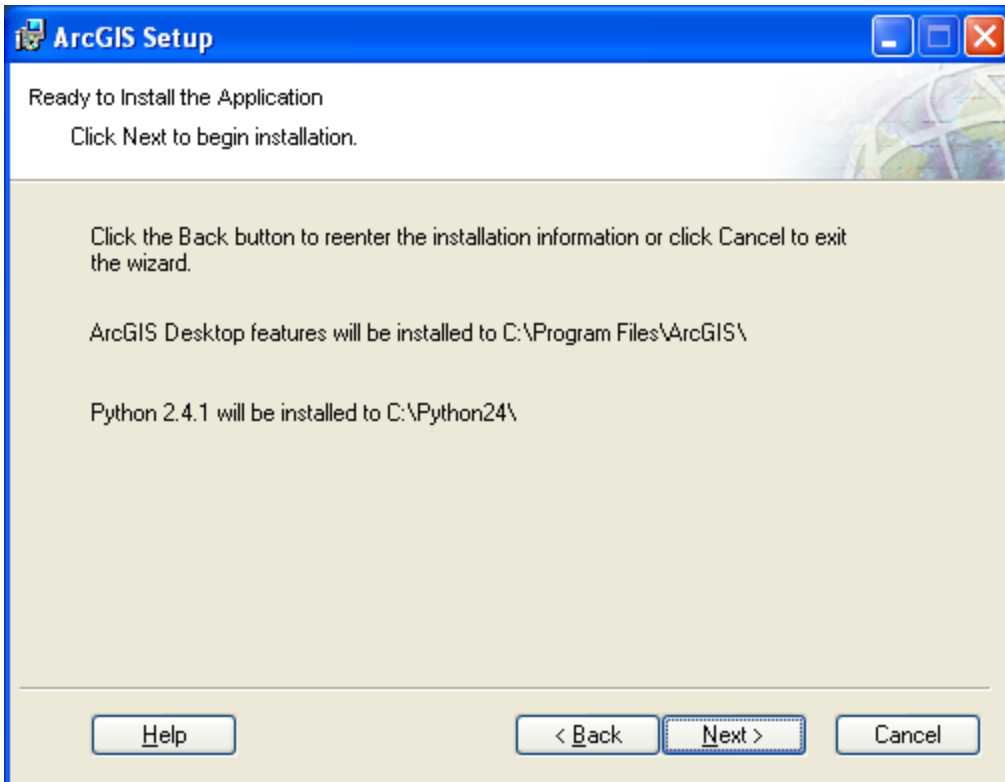 ArcGIS Setup
Ready to Install the Application
Click Next to begin installation.
Click the Back button to reenter the installation information or click Cancel to exit
the wizard.
ArcGIS Desktop features will be installed to C:\Program Files\ArcGIS\
Python 2.4.1 will be installed to C:\Python24\
Help
< Back
Next >
Cancel